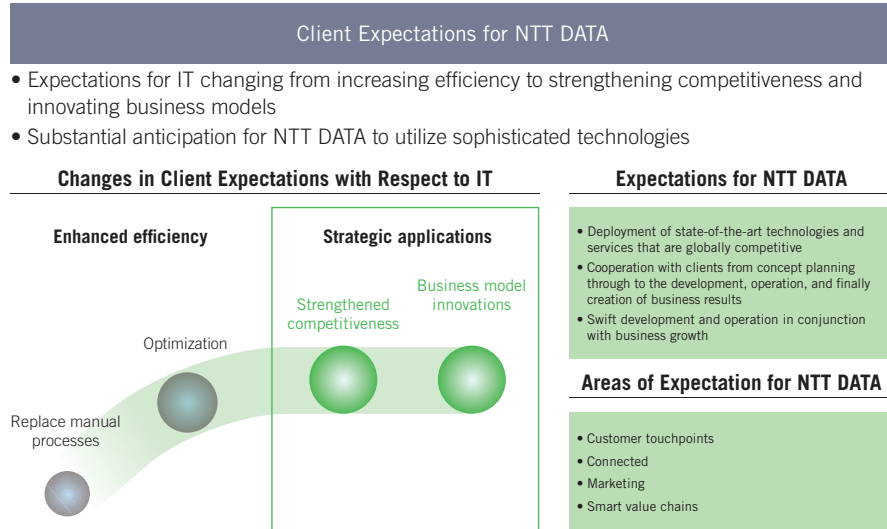 Client Expectations for NTT DATA
• Expectations for IT changing from increasing efficiency to strengthening competitiveness and
innovating business models
• Substantial anticipation for NTT DATA to utilize sophisticated technologies
Changes in Client Expectations with Respect to IT
Enhanced efficiency
Strategic applications
Business model
innovations
Strengthened
competitiveness
Optimization
Replace manual
processes
Expectations for NTT DATA
• Deployment of state-of-the-art technologies and
services that are globally competitive
• Cooperation with clients from concept planning
through to the development, operation, and finally
creation of business results
• Swift development and operation in conjunction
with business growth
Areas of Expectation for NTT DATA
• Customer touchpoints
• Connected
• Marketing
• Smart value chains